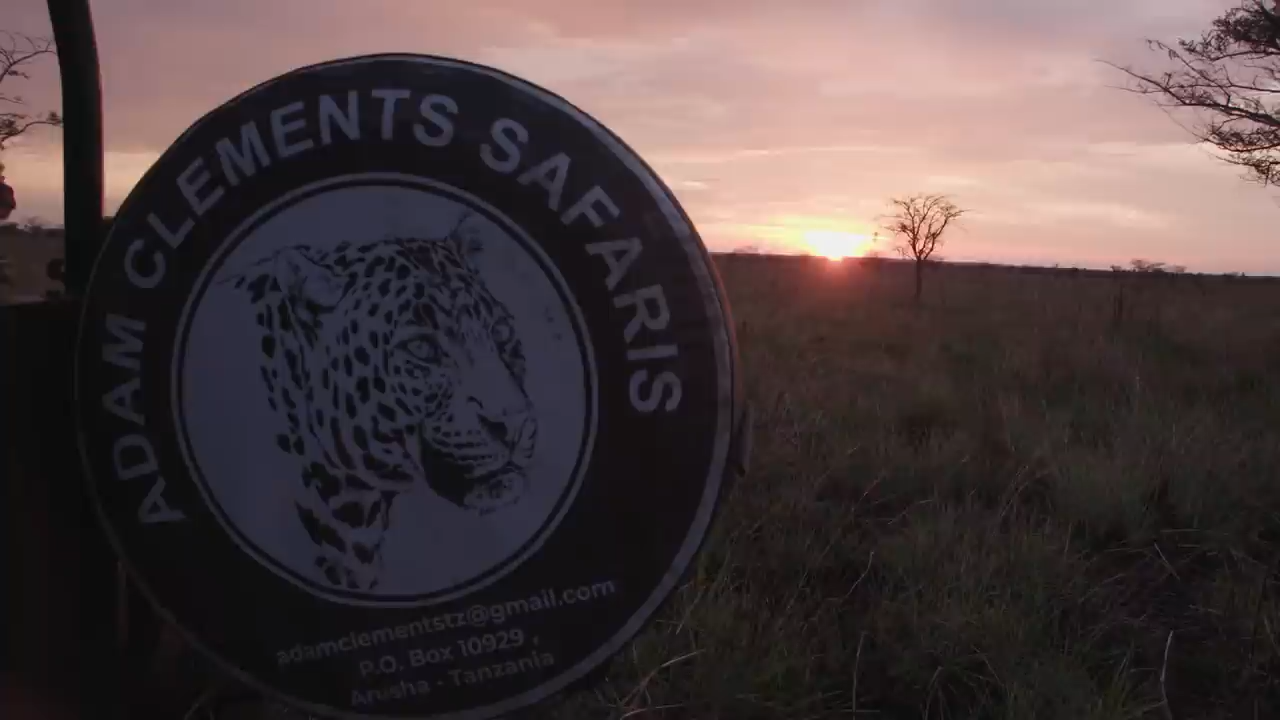 ADAM CLEMENTS SAFARIS
adamclementstz@gmail.com
P.O. Box 10929 ,
Arusha - Tanzania